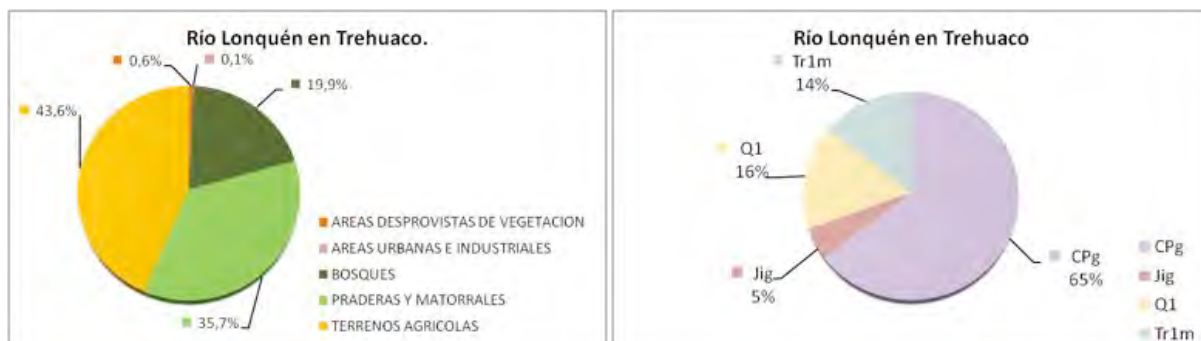 Río Lonquén en Trehuaco.
0,6%
0,1%
19,9%
43,6%
35,7%
AREAS DESPROVISTAS DE VEGETACION
AREAS URBANAS E INDUSTRIALES
BOSQUES
PRADERAS Y MATORRALES
TERRENOS AGRICOLAS
Río Lonquén en Trehuaco
Tr1m
14%
Q1
16%
Jig
5%
CPg
65%
CPg
Jig
Q1
Tr1m